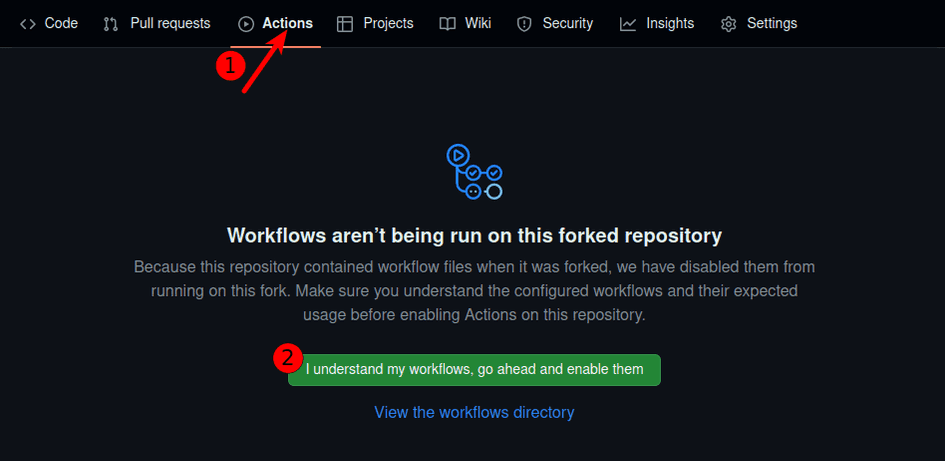 Code Pull requests Actions Projects Wiki Security Insights Settings
1
Workflows aren’t being run on this forked repository
Because this repository contained workflow files when it was forked, we have disabled them from
running on this fork. Make sure you understand the configured workflows and their expected
usage before enabling Actions on this repository.
2
I understand my workflows, go ahead and enable them
View the workflows directory